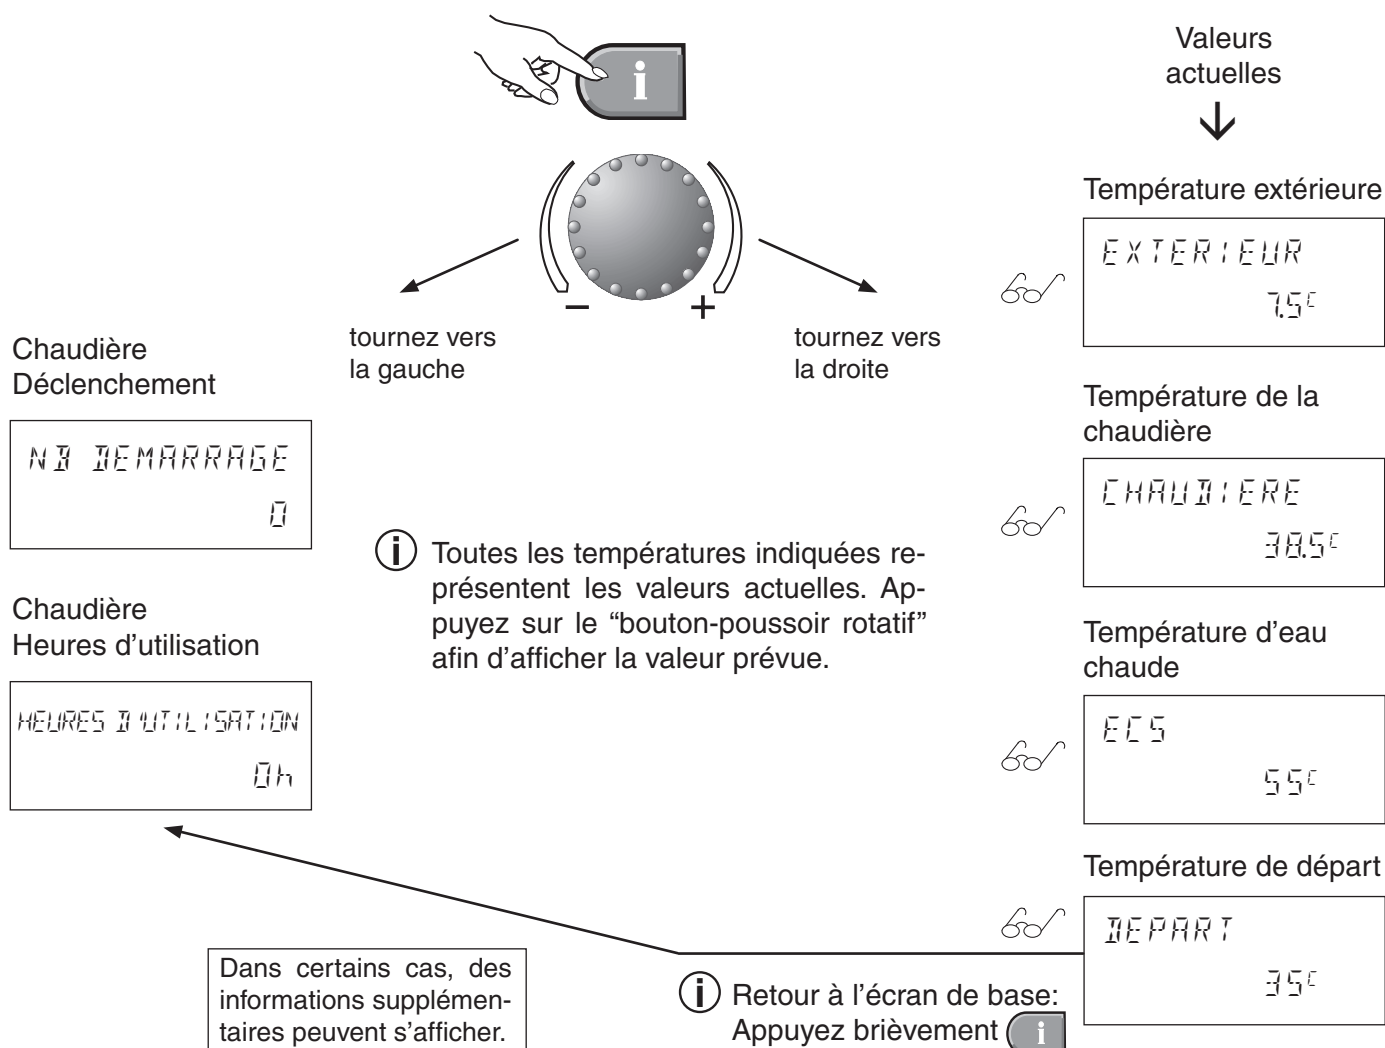 i
Valeurs
actuelles
− +
tournez vers
la gauche
tournez vers
la droite
Chaudière
Déclenchement
NB DEMARRAGE
0
Chaudière
Heures d'utilisation
HEURES D'UTILISATION
0h
i Toutes les températures indiquées re-
présentent les valeurs actuelles. Ap-
puyez sur le “bouton-poussoir rotatif”
afin d'afficher la valeur prévue.
Température extérieure
EXTERIEUR
7.5c
Température de la
chaudière
CHAUDIERE
38.5c
Température d'eau
chaude
ECS
55c
Température de départ
DEPART
35c
Dans certains cas, des
informations supplémen-
taires peuvent s'afficher.
i Retour à l'écran de base:
Appuyez brièvement i